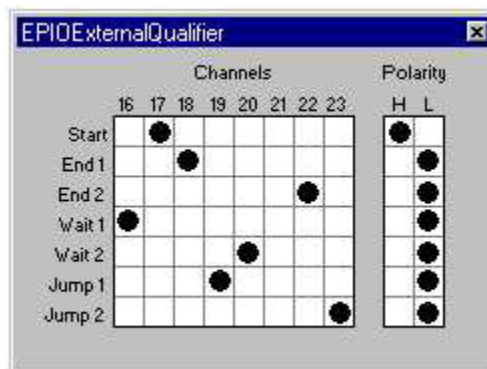 EPIOExternalQualifier
Channels Polarity
16 17 18 19 20 21 22 23 H L
Start
End 1
End 2
Wait 1
Wait 2
Jump 1
Jump 2